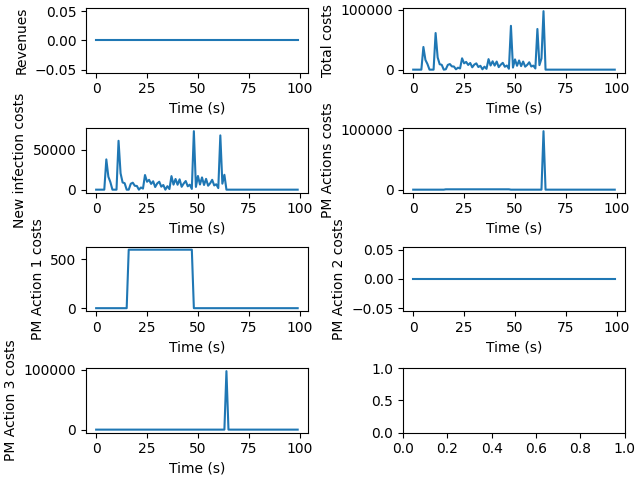 Revenues
0.05
0.00
−0.05
0 25 50 75 100
Time (s)
Total costs
100000
0
0 25 50 75 100
Time (s)
New infection costs
50000
0
0 25 50 75 100
Time (s)
PM Actions costs
100000
0
0 25 50 75 100
Time (s)
PM Action 1 costs
500
0
0 25 50 75 100
Time (s)
PM Action 2 costs
0.05
0.00
−0.05
0 25 50 75 100
Time (s)
PM Action 3 costs
100000
0
0 25 50 75 100
Time (s)
1.0
0.5
0.0
0.0 0.2 0.4 0.6 0.8 1.0